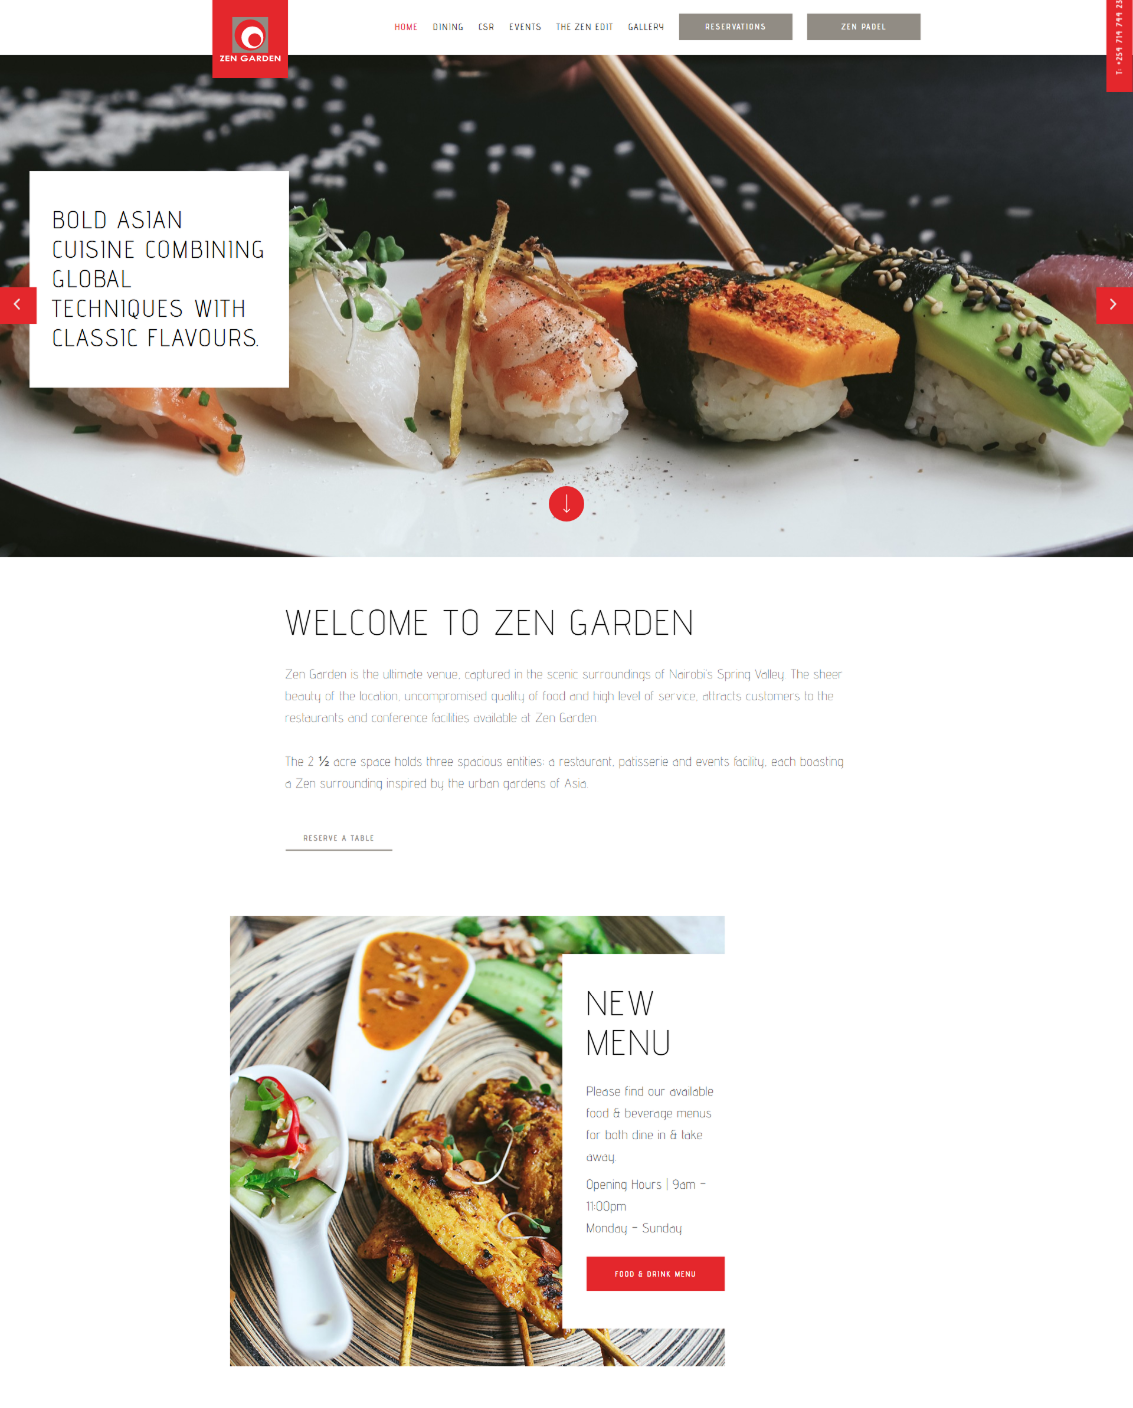 ZEN GARDEN
HOME DINING CSR EVENTS THE ZEN EDIT GALLERY RESERVATIONS ZEN PADEL
BOLD ASIAN
CUISINE COMBINING
GLOBAL
TECHNIQUES WITH
CLASSIC FLAVOURS.
WELCOME TO ZEN GARDEN
Zen Garden is the ultimate venue, captured in the scenic surroundings of Nairobi's Spring Valley. The sheer
beauty of the location, uncompromised quality of food and high level of service, attracts customers to the
restaurants and conference facilities available at Zen Garden.
The 2 ½ acre space holds three spacious entities: a restaurant, patisserie and events facility, each boasting
a Zen surrounding inspired by the urban gardens of Asia.
RESERVE A TABLE
NEW
MENU
Please find our available
food & beverage menus
for both dine in & take
away.
Opening Hours | 9am –
11:00pm
Monday – Sunday
FOOD & DRINK MENU